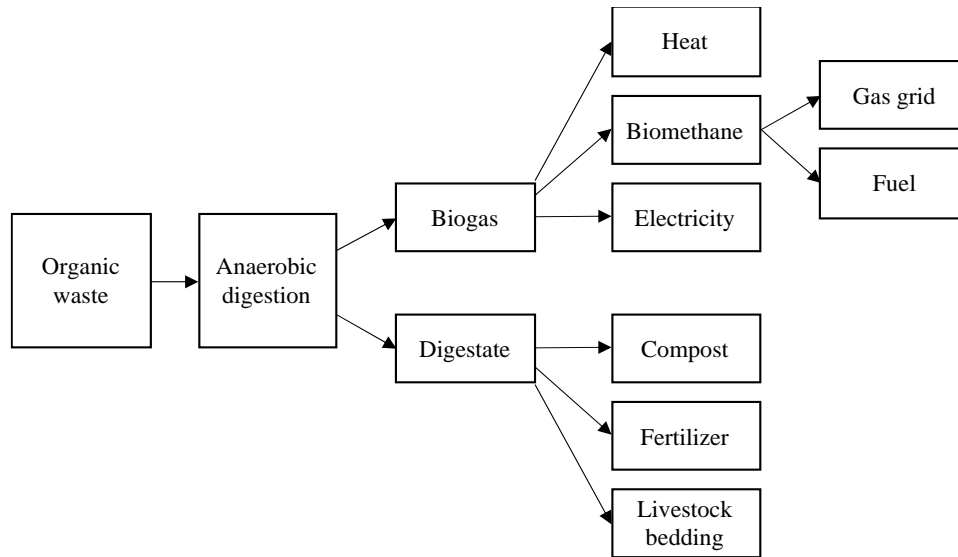 Heat
Gas grid
Biomethane
Fuel
Biogas
Electricity
Organic
waste
Anaerobic
digestion
Digestate
Compost
Fertilizer
Livestock
bedding